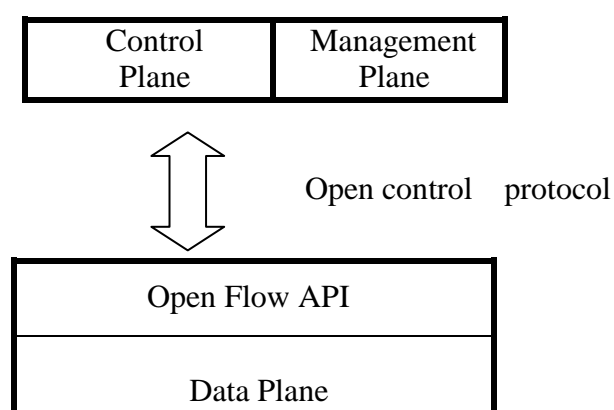 Control
Plane
Management
Plane
Open control protocol
Open Flow API
Data Plane